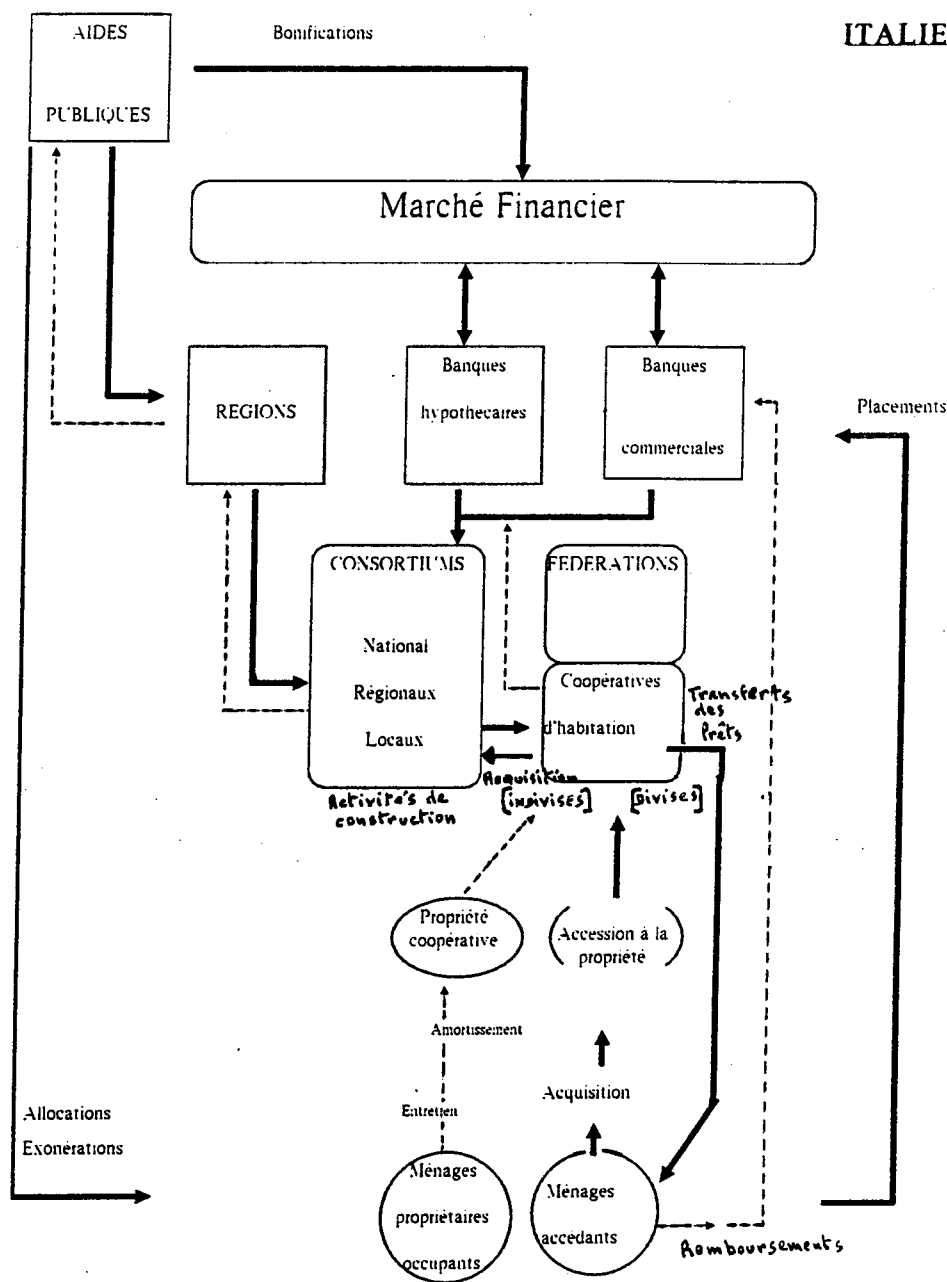 ITALIE
AIDES
PUBLIQUES
Bonifications
Marché Financier
REGIONS
Banques
hypothecaires
Banques
commerciales
Placements
CONSORTIUMS
National
Régionaux
Locaux
FEDERATIONS
Coopératives
d'habitation
Transferts
des
Prêts
Activités de
construction
Acquisition
[indivises]
[Divises]
Propriété
coopérative
(Accession à la
propriété)
Amortissement
Acquisition
Entretien
Allocations
Exonérations
Ménages
propriétaires
occupants
Ménages
accédants
Romboursements